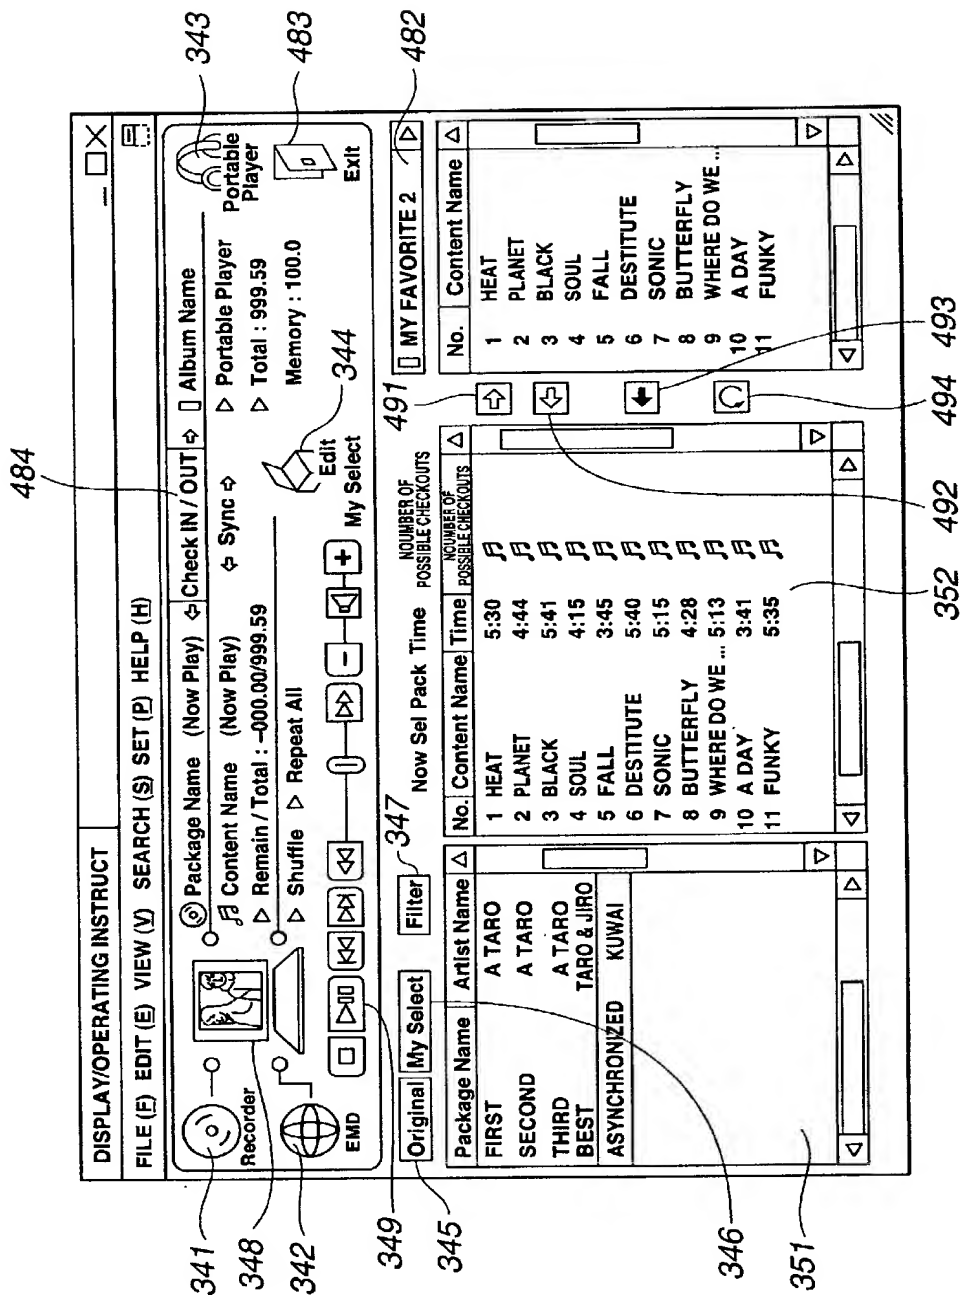 484
343
483
482
DISPLAY/OPERATING INSTRUCT
FILE (F) EDIT (E) VIEW (V) SEARCH (S) SET (P) HELP (H)
Package Name (Now Play) Check IN / OUT Album Name
Content Name (Now Play) Sync Portable Player
Remain / Total : -000.00/999.59 Total : 999.59
Shuffle Repeat All Memory : 100.0
Recorder
EMD
Edit
My Select
Portable
Player
Exit
341
348
342
349
345
344
347
491
Original My Select Filter
Now Sel Pack Time NOUMBER OF
POSSIBLE CHECKOUTS
MY FAVORITE 2
Package Name Artist Name
FIRST A TARO
SECOND A TARO
THIRD A TARO
BEST TARO & JIRO
ASYNCHRONIZED KUWAI
No. Content Name Time NOUMBER OF
POSSIBLE CHECKOUTS
1 HEAT 5:30
2 PLANET 4:44
3 BLACK 5:41
4 SOUL 4:15
5 FALL 3:45
6 DESTITUTE 5:40
7 SONIC 5:15
8 BUTTERFLY 4:28
9 WHERE DO WE ... 5:13
10 A DAY 3:41
11 FUNKY 5:35
No. Content Name
1 HEAT
2 PLANET
3 BLACK
4 SOUL
5 FALL
6 DESTITUTE
7 SONIC
8 BUTTERFLY
9 WHERE DO WE ...
10 A DAY
11 FUNKY
346
351
352
492
494
493